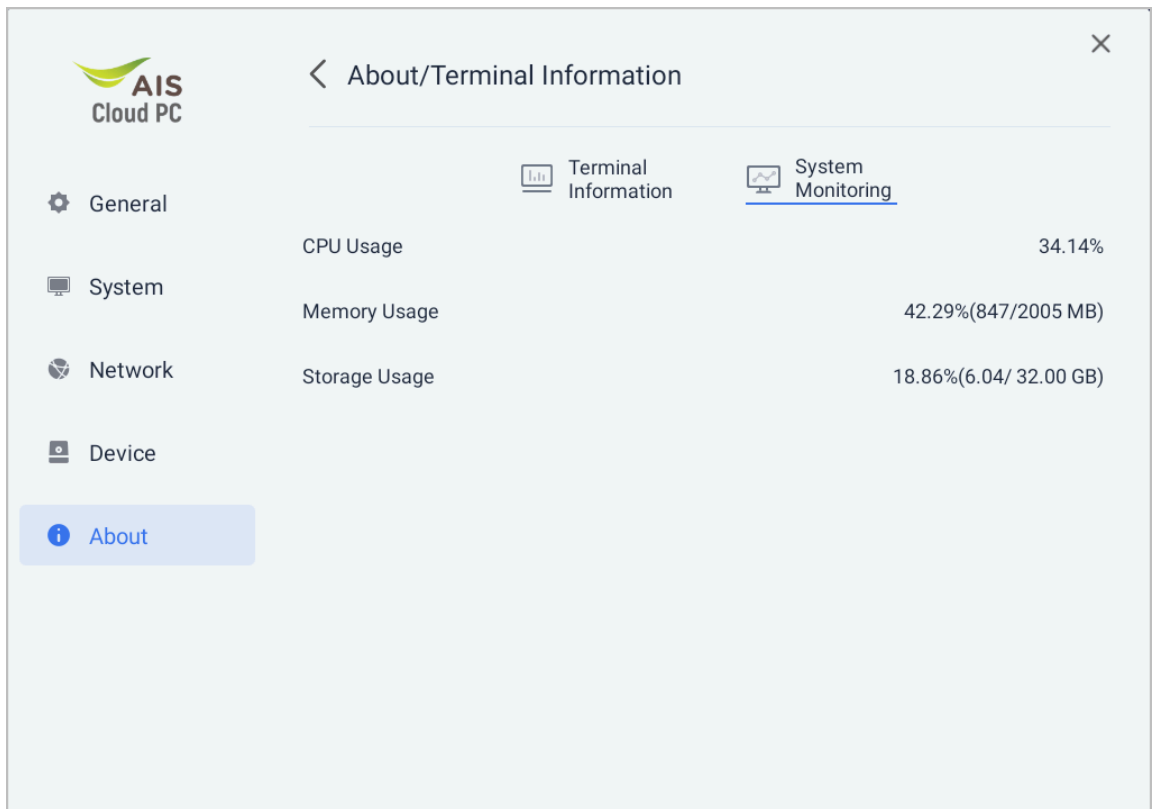 AIS
Cloud PC
About/Terminal Information
General
System
Network
Device
About
Terminal
Information
System
Monitoring
CPU Usage 34.14%
Memory Usage 42.29%(847/2005 MB)
Storage Usage 18.86%(6.04/ 32.00 GB)